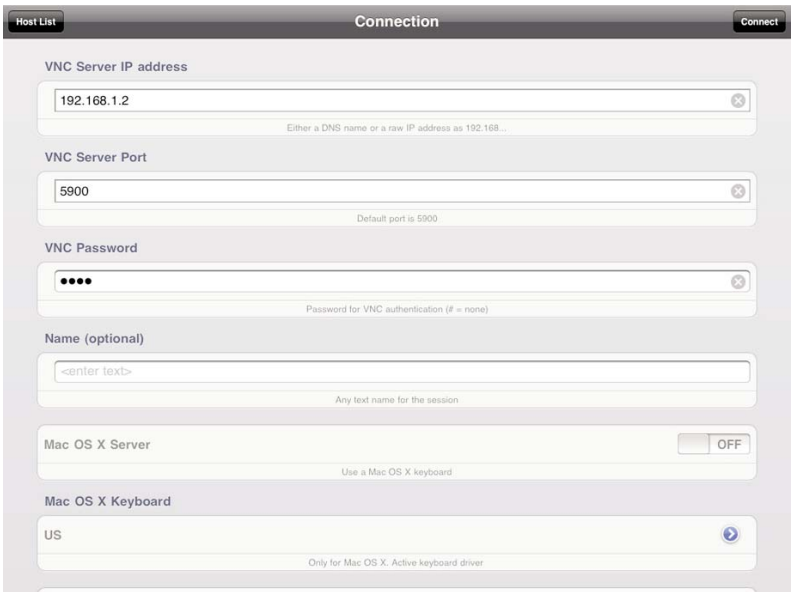 Host List
Connection
Connect
VNC Server IP address
192.168.1.2
Either a DNS name or a raw IP address as 192.168...
VNC Server Port
5900
Default port is 5900
VNC Password
••••
Password for VNC authentication (# = none)
Name (optional)
<enter text>
Any text name for the session
Mac OS X Server
OFF
Use a Mac OS X keyboard
Mac OS X Keyboard
US
Only for Mac OS X. Active keyboard driver